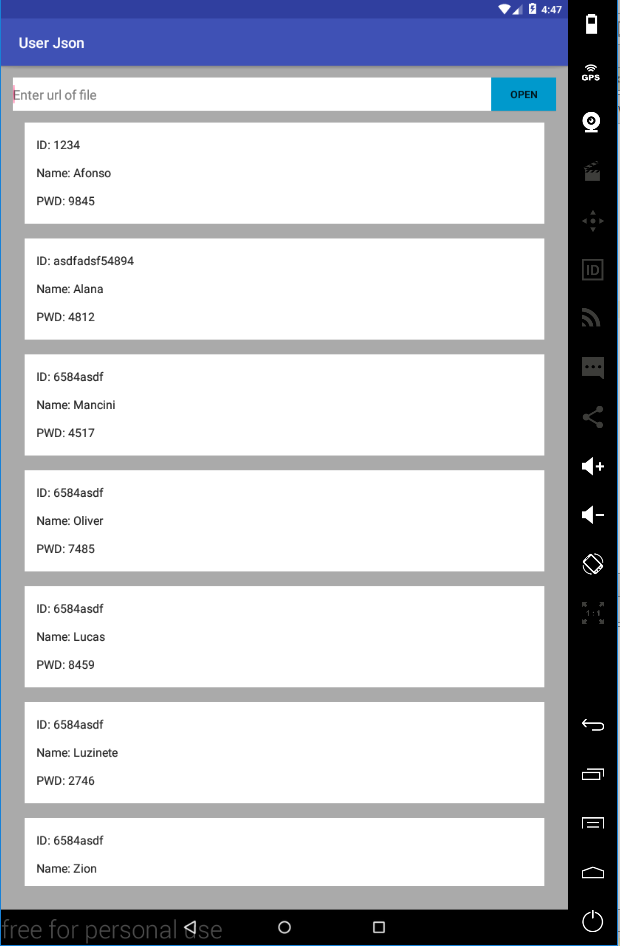 4:47
User Json
Enter url of file
OPEN
ID: 1234
Name: Afonso
PWD: 9845
ID: asdfadsf54894
Name: Alana
PWD: 4812
ID: 6584asdf
Name: Mancini
PWD: 4517
ID: 6584asdf
Name: Oliver
PWD: 7485
ID: 6584asdf
Name: Lucas
PWD: 8459
ID: 6584asdf
Name: Luzinete
PWD: 2746
ID: 6584asdf
Name: Zion
free for personal use
GPS
ID
1:1